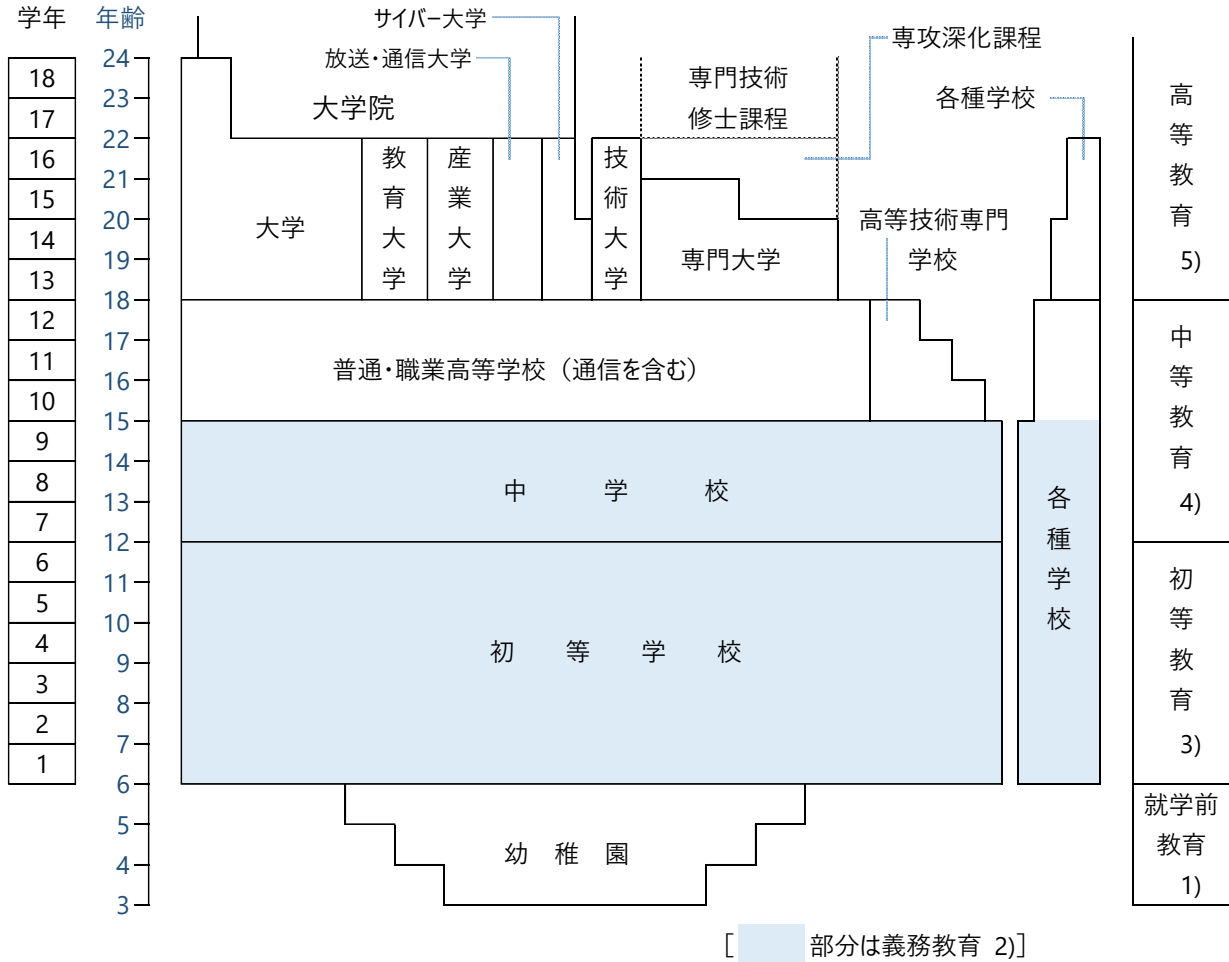 学年 年齢
18
17
16
15
14
13
12
11
10
9
8
7
6
5
4
3
2
1
24
23
22
21
20
19
18
17
16
15
14
13
12
11
10
9
8
7
6
5
4
3
サイバー大学
放送・通信大学
大学院
専門技術
修士課程
専攻深化課程
各種学校
大学
教育大学
産業大学
技術大学
専門大学
高等技術専門
学校
普通・職業高等学校（通信を含む）
中学校
初等学校
各種学校
幼稚園
高等教育
5)
中等教育
4)
初等教育
3)
就学前
教育
1)
[ 部分は義務教育 2)]